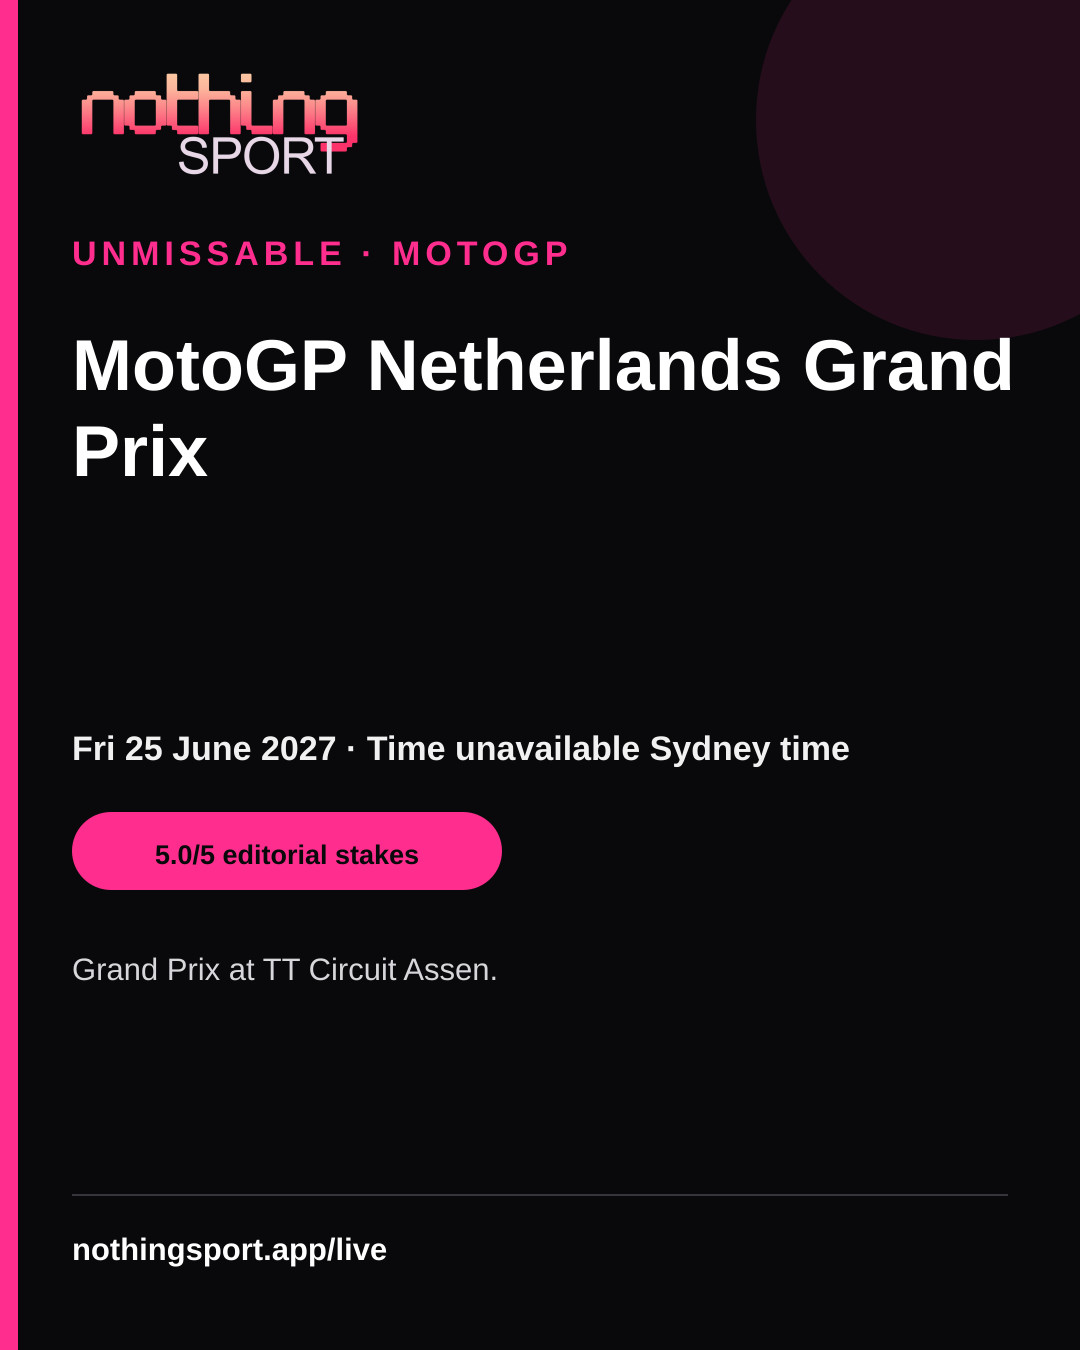 nothing
SPORT
UNMISSABLE · MOTOGP
MotoGP Netherlands Grand
Prix
Fri 25 June 2027 · Time unavailable Sydney time
5.0/5 editorial stakes
Grand Prix at TT Circuit Assen.
nothingsport.app/live